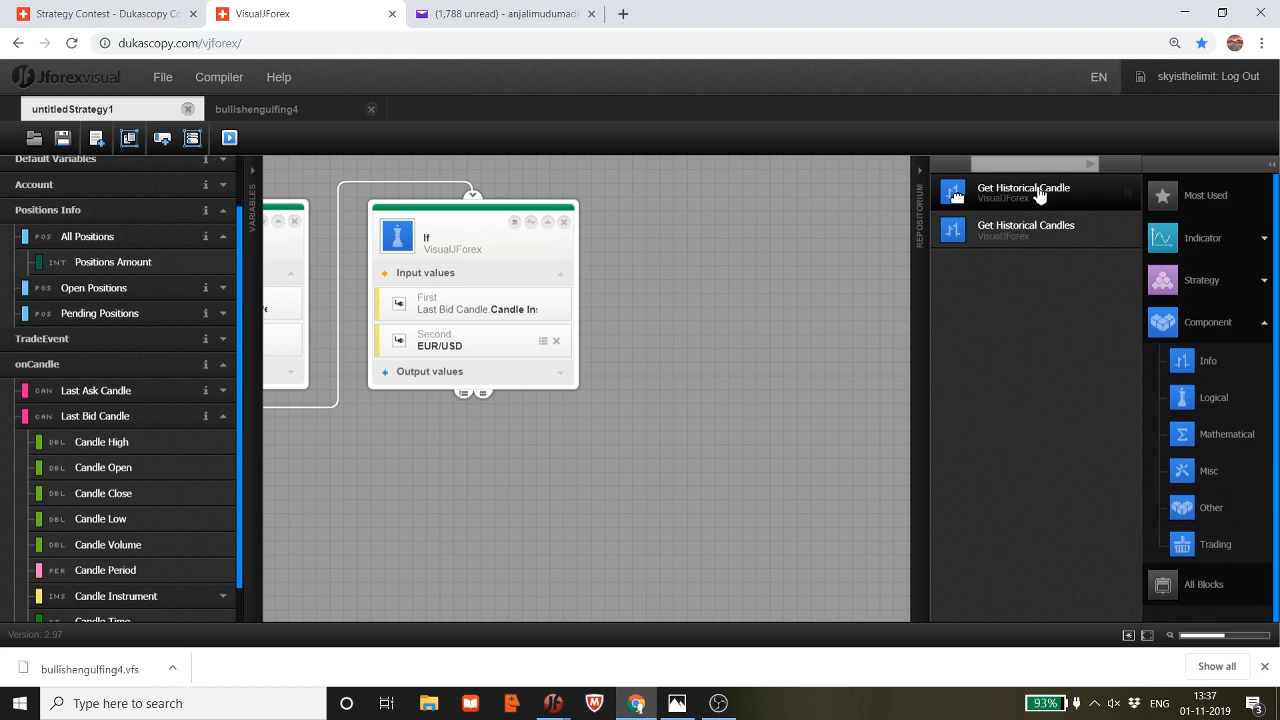 Strategy Contest - Dukascopy Co
VisualJForex
(1,788 unread) - anjalimudumadi
dukascopy.com/vjforex/
Jforexvisual
File
Compiler
Help
EN
skyisthelimit: Log Out
untitledStrategy1
bullishengulfing4
Default Variables
Account
Positions Info
POS All Positions
INT Positions Amount
POS Open Positions
POS Pending Positions
TradeEvent
onCandle
CAN Last Ask Candle
CAN Last Bid Candle
DBL Candle High
DBL Candle Open
DBL Candle Close
DBL Candle Low
DBL Candle Volume
PER Candle Period
INS Candle Instrument
Candle Time
VARIABLES
If
VisualJForex
Input values
First
Last Bid Candle.Candle Ins
Second
EUR/USD
Output values
REPOSITORIUM
Get Historical Candle
VisualJForex
Get Historical Candles
VisualJForex
Most Used
Indicator
Strategy
Component
Info
Logical
Mathematical
Misc
Other
Trading
All Blocks
Version: 2.97
bullishengulfing4.vfs
Show all
Type here to search
93%
ENG
13:37
01-11-2019
3